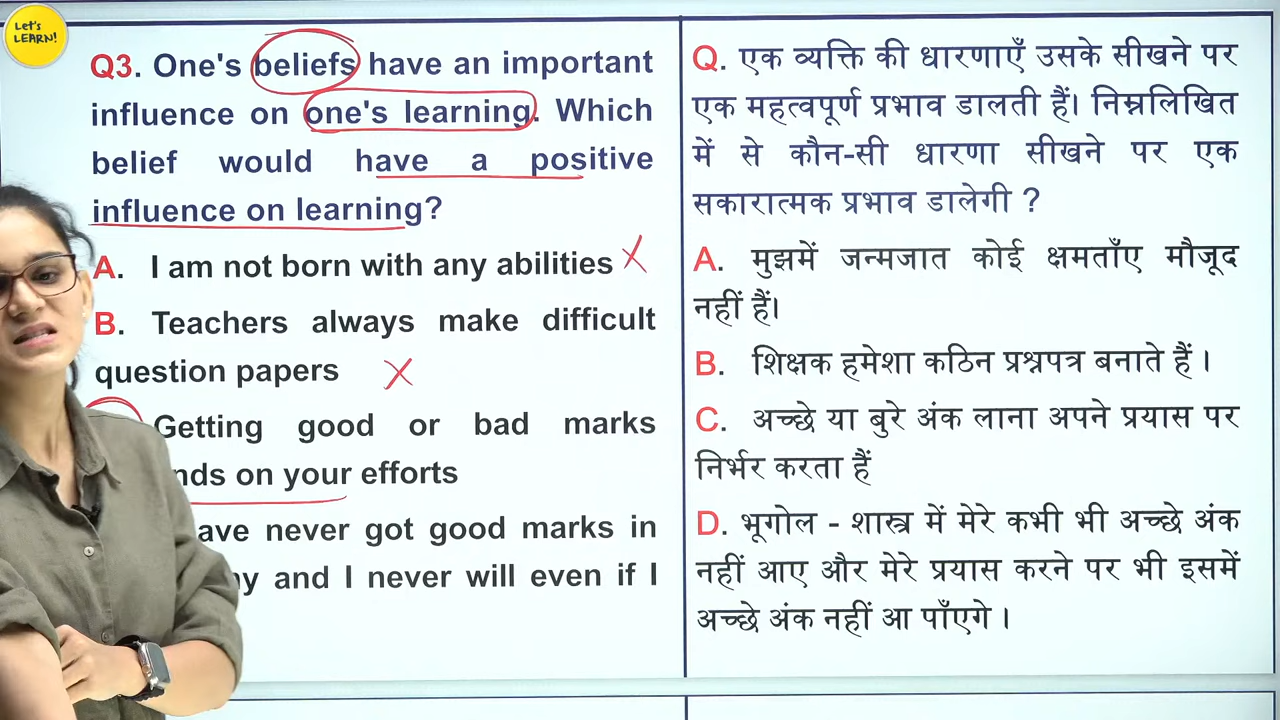 Let's
LEARN!
Q3. One's beliefs have an important
influence on one's learning. Which
belief would have a positive
influence on learning?
A. I am not born with any abilities
B. Teachers always make difficult
question papers
Getting good or bad marks
nds on your efforts
ave never got good marks in
and I never will even if I
Q. एक व्यक्ति की धारणाएँ उसके सीखने पर
एक महत्वपूर्ण प्रभाव डालती हैं। निम्नलिखित
में से कौन-सी धारणा सीखने पर एक
सकारात्मक प्रभाव डालेगी ?
A. मुझमें जन्मजात कोई क्षमताँए मौजूद
नहीं हैं।
B. शिक्षक हमेशा कठिन प्रश्नपत्र बनाते हैं ।
C. अच्छे या बुरे अंक लाना अपने प्रयास पर
निर्भर करता हैं
D. भूगोल - शास्त्र में मेरे कभी भी अच्छे अंक
नहीं आए और मेरे प्रयास करने पर भी इसमें
अच्छे अंक नहीं आ पाँएगे ।